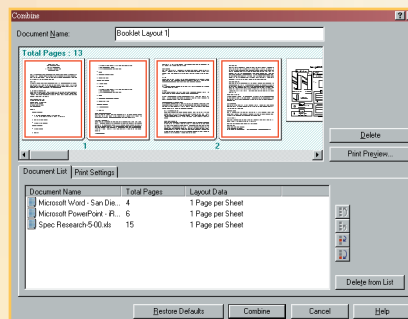 Combine
Document Name: Booklet Layout 1
Total Pages : 13
1 2
Delete
Print Preview...
Document List Print Settings
Document Name Total Pages Layout Data
Microsoft Word - San Die... 4 1 Page per Sheet
Microsoft PowerPoint - iR... 6 1 Page per Sheet
Spec Research-5-00.xls 15 1 Page per Sheet
Delete from List
Restore Defaults Combine Cancel Help